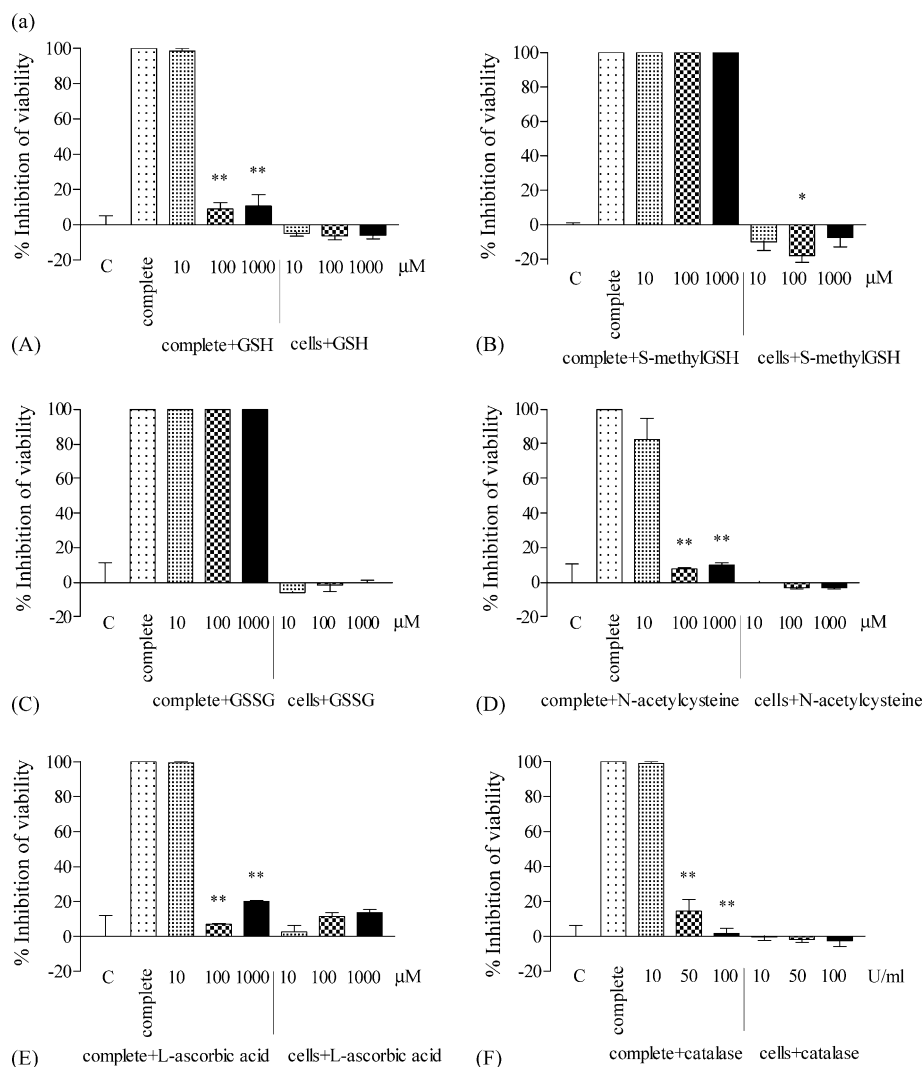 (a)
% Inhibition of viability
100
80
60
40
20
0
-20
C
complete
10
100
1000
10
100
1000
μM
complete+GSH
cells+GSH
(A)
% Inhibition of viability
100
80
60
40
20
0
-20
*
C
complete
10
100
1000
10
100
1000
μM
complete+S-methylGSH
cells+S-methylGSH
(B)
% Inhibition of viability
100
80
60
40
20
0
-20
C
complete
10
100
1000
10
100
1000
μM
complete+GSSG
cells+GSSG
(C)
% Inhibition of viability
100
80
60
40
20
0
-20
**
**
C
complete
10
100
1000
10
100
1000
μM
complete+N-acetylcysteine
cells+N-acetylcysteine
(D)
% Inhibition of viability
100
80
60
40
20
0
-20
**
**
C
complete
10
100
1000
10
100
1000
μM
complete+L-ascorbic acid
cells+L-ascorbic acid
(E)
% Inhibition of viability
100
80
60
40
20
0
-20
**
**
C
complete
10
50
100
10
50
100
U/ml
complete+catalase
cells+catalase
(F)
**
**